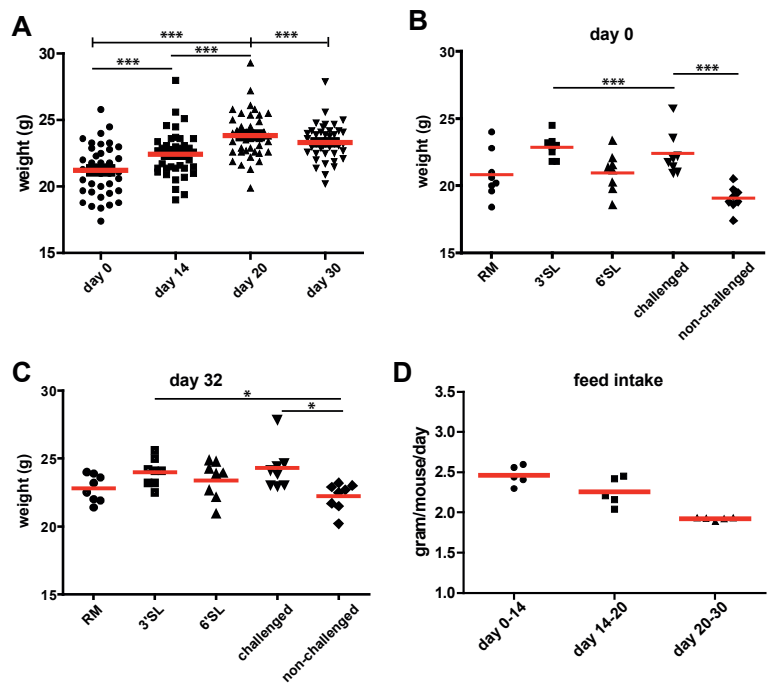 A
weight (g)
30
25
20
15
***
***
***
***
day 0
day 14
day 20
day 30
B
day 0
weight (g)
30
25
20
15
***
***
RM
3'SL
6'SL
challenged
non-challenged
C
day 32
weight (g)
30
25
20
15
*
*
RM
3'SL
6'SL
challenged
non-challenged
D
feed intake
gram/mouse/day
3.5
3.0
2.5
2.0
1.5
1.0
day 0-14
day 14-20
day 20-30